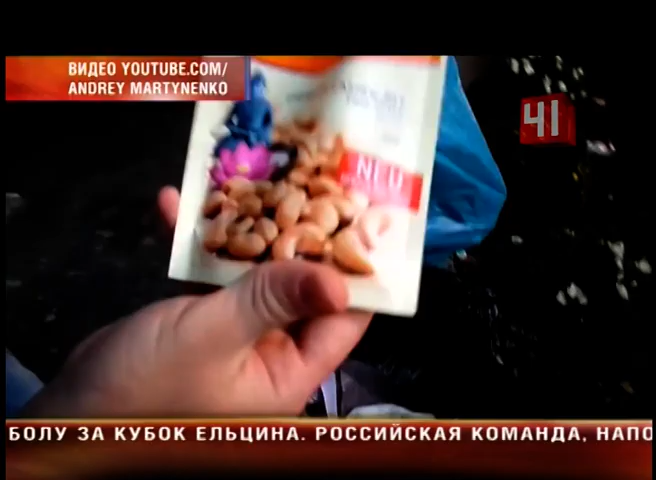 ВИДЕО YOUTUBE.COM/
ANDREY MARTYNENKO
41
NEU
БОЛУ ЗА КУБОК ЕЛЬЦИНА. РОССИЙСКАЯ КОМАНДА, НАПО